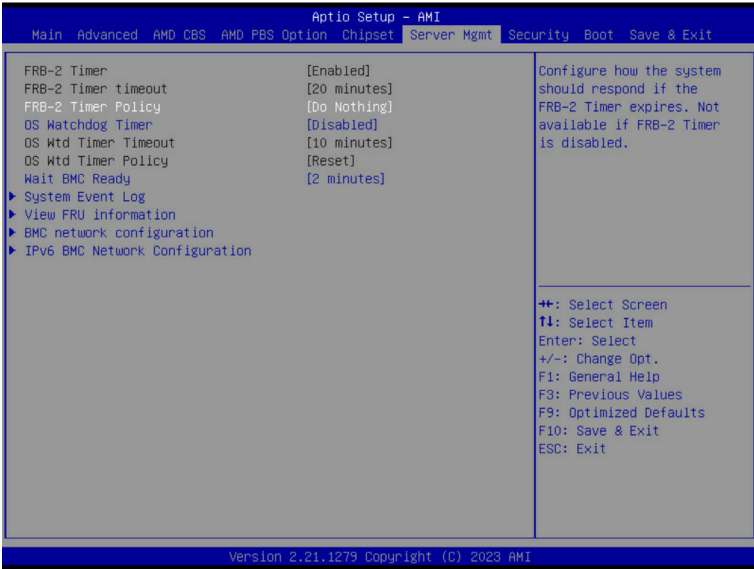 Aptio Setup - AMI
Main Advanced AMD CBS AMD PBS Option Chipset Server Mgmt Security Boot Save & Exit
FRB-2 Timer [Enabled]
FRB-2 Timer timeout [20 minutes]
FRB-2 Timer Policy [Do Nothing]
OS Watchdog Timer [Disabled]
OS Wtd Timer Timeout [10 minutes]
OS Wtd Timer Policy [Reset]
Wait BMC Ready [2 minutes]
System Event Log
View FRU information
BMC network configuration
IPv6 BMC Network Configuration
Configure how the system
should respond if the
FRB-2 Timer expires. Not
available if FRB-2 Timer
is disabled.
→←: Select Screen
↑↓: Select Item
Enter: Select
+/-: Change Opt.
F1: General Help
F3: Previous Values
F9: Optimized Defaults
F10: Save & Exit
ESC: Exit
Version 2.21.1279 Copyright (C) 2023 AMI